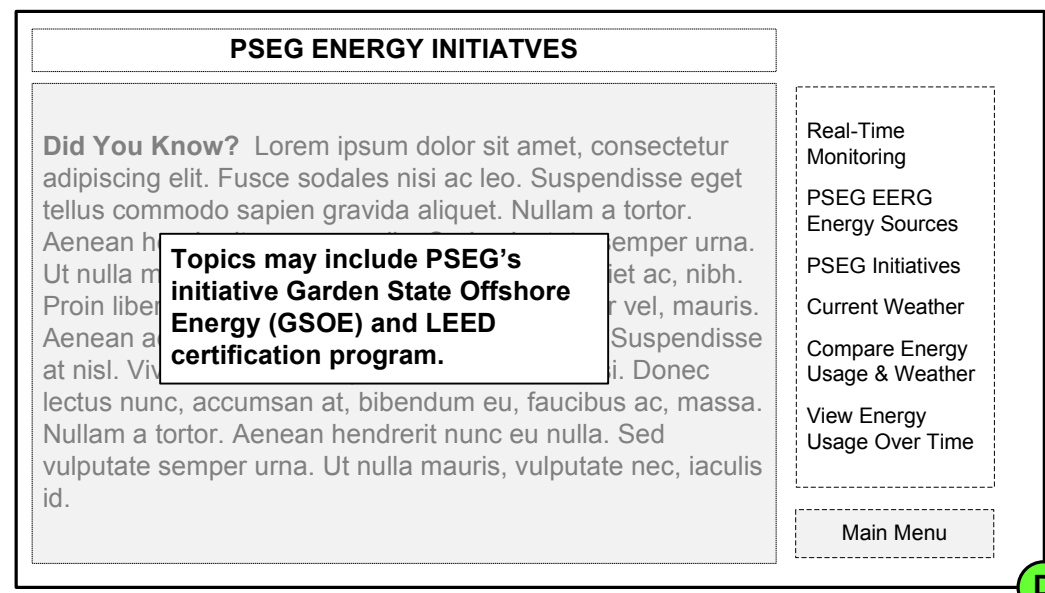 PSEG ENERGY INITIATVES
Did You Know? Lorem ipsum dolor sit amet, consectetur
adipiscing elit. Fusce sodales nisi ac leo. Suspendisse eget
tellus commodo sapien gravida aliquet. Nullam a tortor.
Aenean semper urna.
Ut nulla nibh.
Proin vel, mauris.
Aenean Suspendisse
at nisl. Donec
lectus nunc, accumsan at, bibendum eu, faucibus ac, massa.
Nullam a tortor. Aenean hendrerit nunc eu nulla. Sed
vulputate semper urna. Ut nulla mauris, vulputate nec, iaculis
id.
Topics may include PSEG's
initiative Garden State Offshore
Energy (GSOE) and LEED
certification program.
Real-Time
Monitoring
PSEG EERG
Energy Sources
PSEG Initiatives
Current Weather
Compare Energy
Usage & Weather
View Energy
Usage Over Time
Main Menu